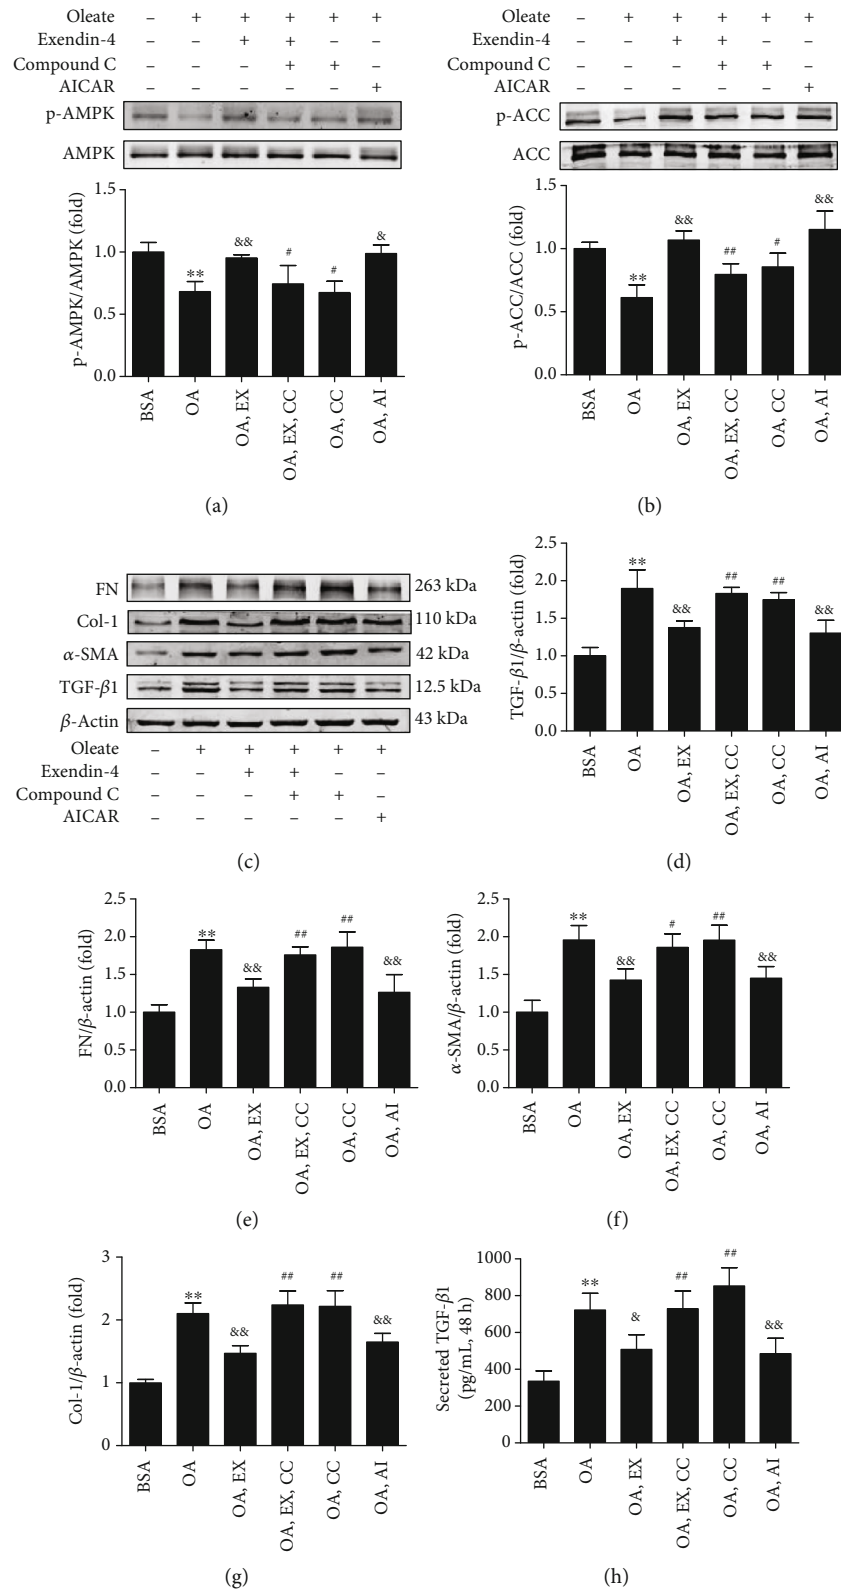 Oleate – + + + + +
Exendin-4 – – + + – –
Compound C – – – + + –
AICAR – – – – – +
p-AMPK
AMPK
p-AMPK/AMPK (fold)
1.5
1.0
0.5
0.0
** && # # &
BSA OA OA, EX OA, EX, CC OA, CC OA, AI
(a)
Oleate – + + + + +
Exendin-4 – – + + – –
Compound C – – – + + –
AICAR – – – – – +
p-ACC
ACC
p-ACC/ACC (fold)
1.5
1.0
0.5
0.0
** && ## # &&
BSA OA OA, EX OA, EX, CC OA, CC OA, AI
(b)
FN 263 kDa
Col-1 110 kDa
α-SMA 42 kDa
TGF-β1 12.5 kDa
β-Actin 43 kDa
Oleate – + + + + +
Exendin-4 – – + + – –
Compound C – – – + + –
AICAR – – – – – +
(c)
TGF-β1/β-actin (fold)
2.5
2.0
1.5
1.0
0.5
0.0
** && ## ## &&
BSA OA OA, EX OA, EX, CC OA, CC OA, AI
(d)
FN/β-actin (fold)
2.5
2.0
1.5
1.0
0.5
0.0
** && ## ## &&
BSA OA OA, EX OA, EX, CC OA, CC OA, AI
(e)
α-SMA/β-actin (fold)
2.5
2.0
1.5
1.0
0.5
0.0
** && # ## &&
BSA OA OA, EX OA, EX, CC OA, CC OA, AI
(f)
Col-1/β-actin (fold)
3
2
1
0
** && ## ## &&
BSA OA OA, EX OA, EX, CC OA, CC OA, AI
(g)
Secreted TGF-β1
(pg/mL, 48 h)
1000
800
600
400
200
0
** & ## ## &&
BSA OA OA, EX OA, EX, CC OA, CC OA, AI
(h)